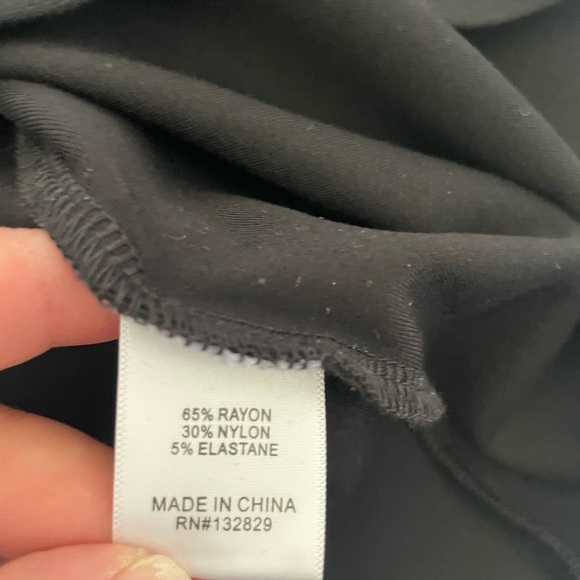 65% RAYON
30% NYLON
5% ELASTANE
MADE IN CHINA
RN#132829